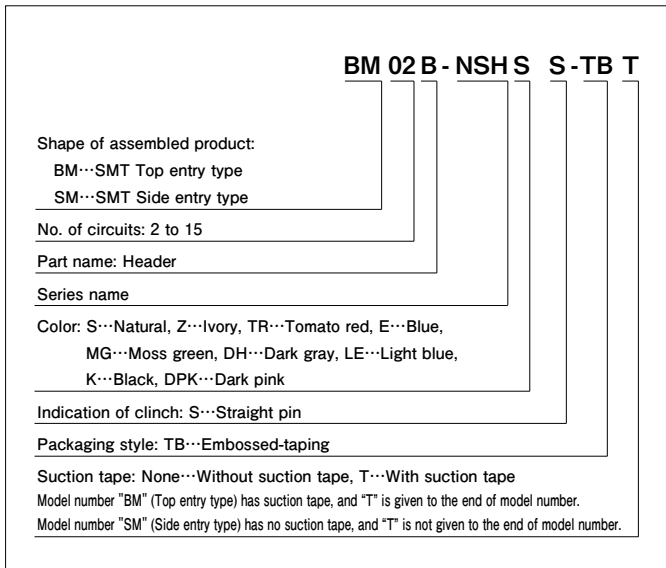 BM 02 B - NSH S S - TB T
Shape of assembled product:
BM···SMT Top entry type
SM···SMT Side entry type
No. of circuits: 2 to 15
Part name: Header
Series name
Color: S···Natural, Z···Ivory, TR···Tomato red, E···Blue,
MG···Moss green, DH···Dark gray, LE···Light blue,
K···Black, DPK···Dark pink
Indication of clinch: S···Straight pin
Packaging style: TB···Embossed-taping
Suction tape: None···Without suction tape, T···With suction tape
Model number "BM" (Top entry type) has suction tape, and “T” is given to the end of model number.
Model number "SM" (Side entry type) has no suction tape, and “T” is not given to the end of model number.